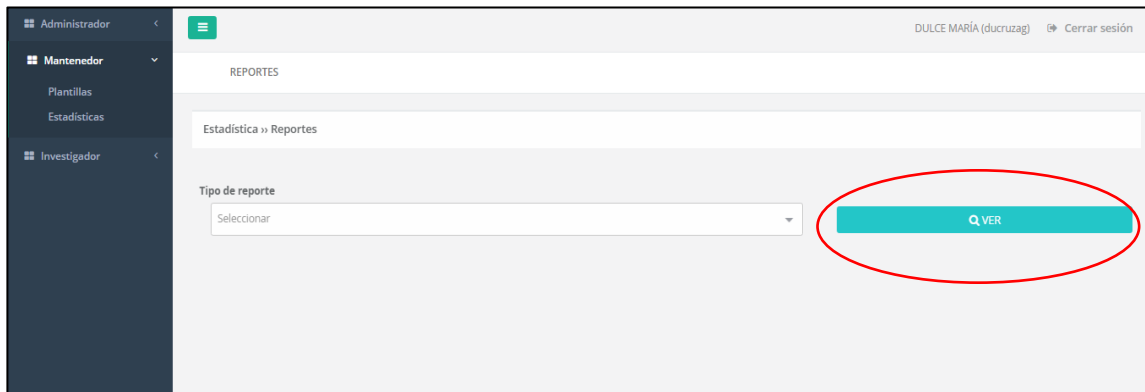 Administrador
Mantenedor
Plantillas
Estadísticas
Investigador
DULCE MARÍA (ducruzag) Cerrar sesión
REPORTES
Estadística ›› Reportes
Tipo de reporte
Seleccionar
VER